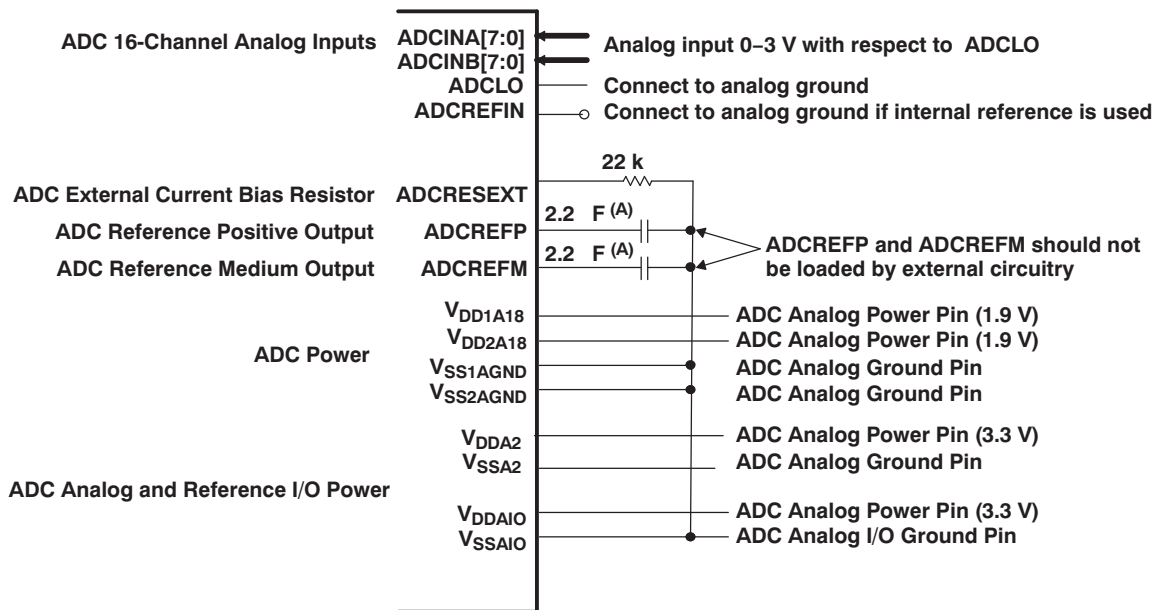 ADC 16-Channel Analog Inputs
ADCINA[7:0]
ADCINB[7:0]
Analog input 0–3 V with respect to ADCLO
ADCLO
Connect to analog ground
ADCREFIN
Connect to analog ground if internal reference is used
22 k
ADC External Current Bias Resistor
ADCRESEXT
ADC Reference Positive Output
ADCREFP
2.2 F (A)
ADC Reference Medium Output
ADCREFM
2.2 F (A)
ADCREFP and ADCREFM should not
be loaded by external circuitry
ADC Power
VDD1A18
ADC Analog Power Pin (1.9 V)
VDD2A18
ADC Analog Power Pin (1.9 V)
VSS1AGND
ADC Analog Ground Pin
VSS2AGND
ADC Analog Ground Pin
ADC Analog and Reference I/O Power
VDDA2
ADC Analog Power Pin (3.3 V)
VSSA2
ADC Analog Ground Pin
VDDAIO
ADC Analog Power Pin (3.3 V)
VSSAIO
ADC Analog I/O Ground Pin